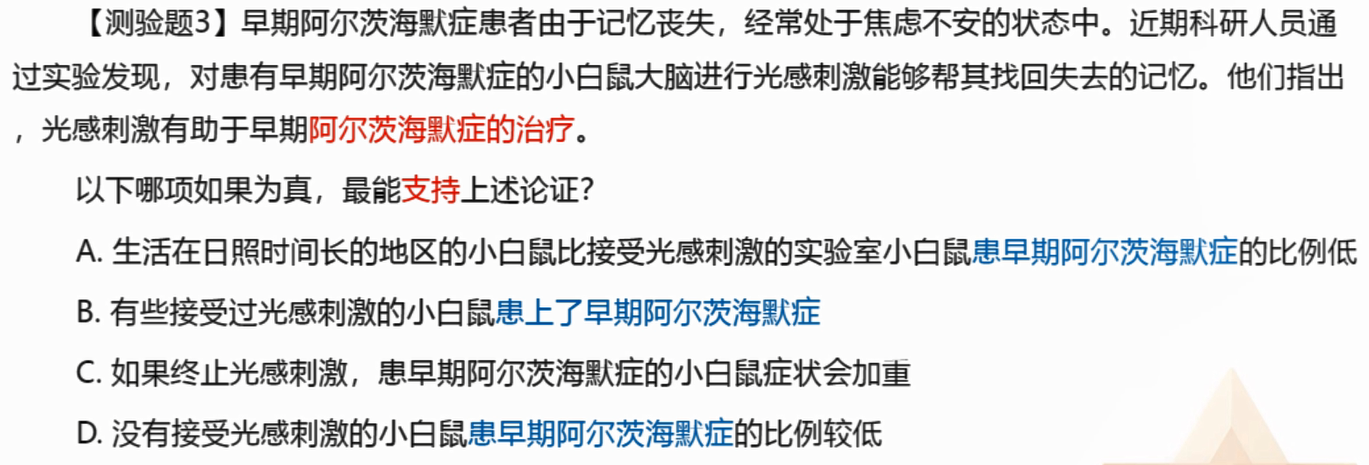 【测验题3】早期阿尔茨海默症患者由于记忆丧失，经常处于焦虑不安的状态中。近期科研人员通
过实验发现，对患有早期阿尔茨海默症的小白鼠大脑进行光感刺激能够帮其找回失去的记忆。他们指出
，光感刺激有助于早期阿尔茨海默症的治疗。
以下哪项如果为真，最能支持上述论证？
A. 生活在日照时间长的地区的小白鼠比接受光感刺激的实验室小白鼠患早期阿尔茨海默症的比例低
B. 有些接受过光感刺激的小白鼠患上了早期阿尔茨海默症
C. 如果终止光感刺激，患早期阿尔茨海默症的小白鼠症状会加重
D. 没有接受光感刺激的小白鼠患早期阿尔茨海默症的比例较低